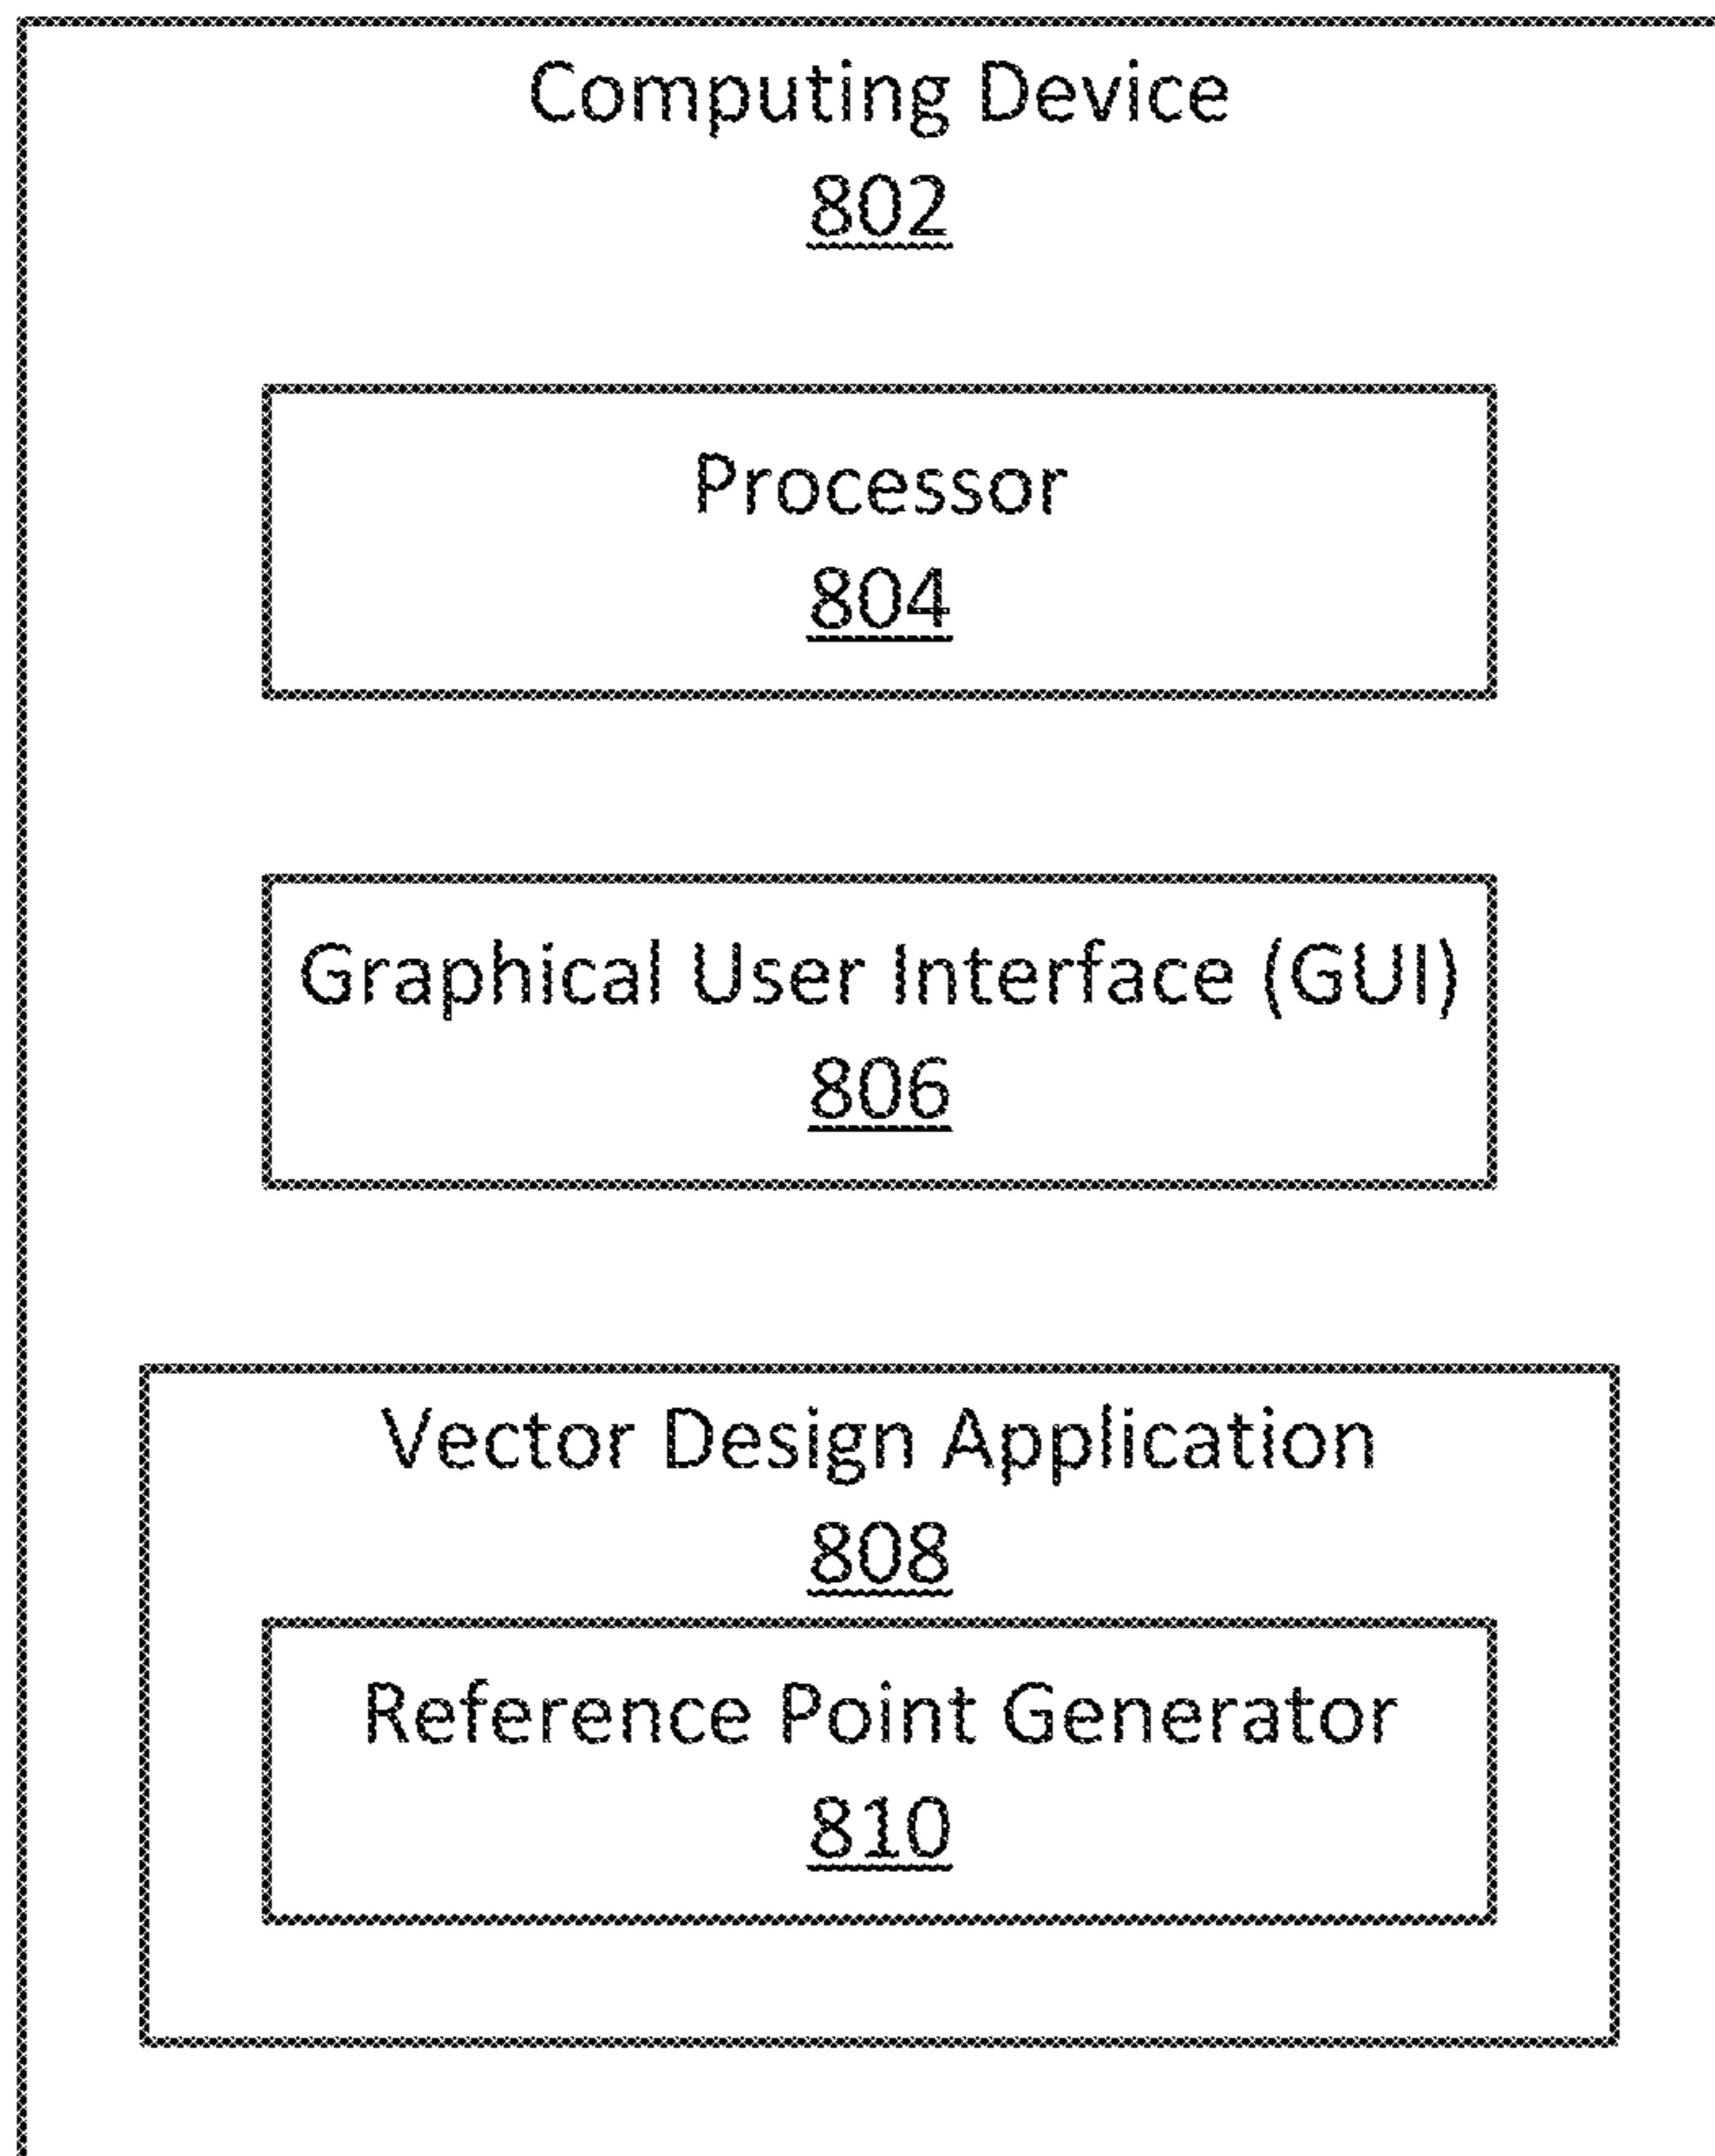 Computing Device
802
Processor
804
Graphical User Interface (GUI)
806
Vector Design Application
808
Reference Point Generator
810